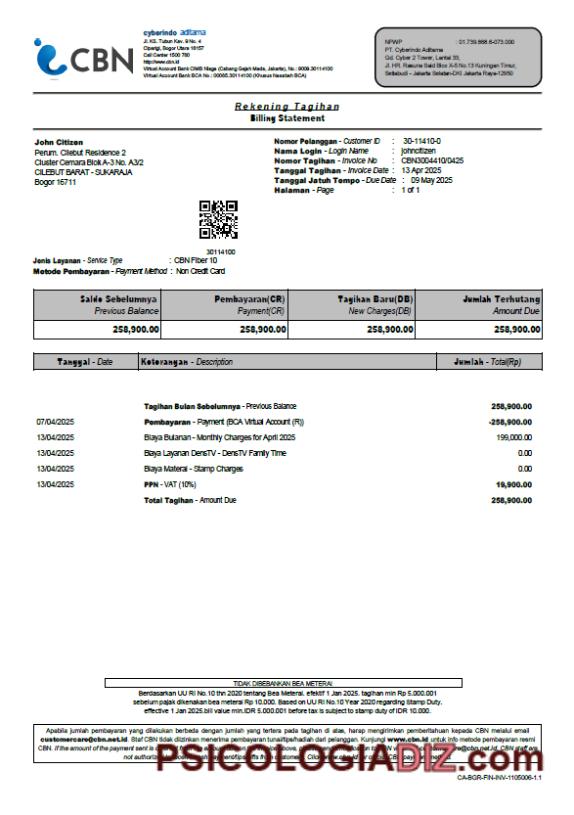 CBN
cyberindo aditama
Jl. KS. Tubun Kav. 9 No. 4
Ciparigi, Bogor Utara 16157
Call Center 1500 780
http://www.cbn.id
Virtual Account Bank CIMB Niaga (Cabang Gajah Mada, Jakarta), No.: 9009.30114100
Virtual Account Bank BCA No.: 00065.30114100 (Khusus Nasabah BCA)
NPWP : 01.739.868.6-073.000
PT. Cyberindo Aditama
Gd. Cyber 2 Tower, Lantai 33,
Jl. HR. Rasuna Said Blox X-5 No.13 Kuningan Timur,
Setiabudi - Jakarta Selatan-DKI Jakarta Raya-12950
Rekening Tagihan
Billing Statement
John Citizen
Perum. Cilebut Residence 2
Cluster Cemara Blok A-3 No. A3/2
CILEBUT BARAT - SUKARAJA
Bogor 16711
Nomor Pelanggan - Customer ID : 30-11410-0
Nama Login - Login Name : johncitizen
Nomor Tagihan - Invoice No : CBN3004410/0425
Tanggal Tagihan - Invoice Date : 13 Apr 2025
Tanggal Jatuh Tempo - Due Date : 09 May 2025
Halaman - Page : 1 of 1
30114100
Jenis Layanan - Service Type : CBN Fiber 10
Metode Pembayaran - Payment Method : Non Credit Card
Saldo Sebelumnya Pembayaran(CR) Tagihan Baru(DB) Jumlah Terhutang
Previous Balance Payment(CR) New Charges(DB) Amount Due
258,900.00 258,900.00 258,900.00 258,900.00
Tanggal - Date Keterangan - Description Jumlah - Total(Rp)
Tagihan Bulan Sebelumnya - Previous Balance 258,900.00
07/04/2025 Pembayaran - Payment (BCA Virtual Account (R)) -258,900.00
13/04/2025 Biaya Bulanan - Monthly Charges for April 2025 199,000.00
13/04/2025 Biaya Layanan DensTV - DensTV Family Time 0.00
13/04/2025 Biaya Materai - Stamp Charges 0.00
13/04/2025 PPN - VAT (10%) 19,900.00
Total Tagihan - Amount Due 258,900.00
TIDAK DIBEBANKAN BEA METERAI
Berdasarkan UU RI No.10 thn 2020 tentang Bea Meterai, efektif 1 Jan 2025, tagihan min Rp 5.000.001
sebelum pajak dikenakan bea meterai Rp 10.000. Based on UU RI No.10 Year 2020 regarding Stamp Duty,
effective 1 Jan 2025.bill value min.IDR 5.000.001 before tax is subject to stamp duty of IDR 10.000.
Apabila jumlah pembayaran yang dilakukan berbeda dengan jumlah yang tertera pada tagihan di atas, harap mengirimkan pemberitahuan kepada CBN melalui email
customercare@cbn.net.id. Staf CBN tidak diizinkan menerima pembayaran tunai/tips/hadiah dari pelanggan. Kunjungi www.cbn.id untuk info metode pembayaran resmi
CBN. If the amount of the payment sent is above, @cbn.net.id. CBN staff are
not authorized
PSICOLOGIADIZ.com
CA-BGR-FIN-INV-1105006-1.1